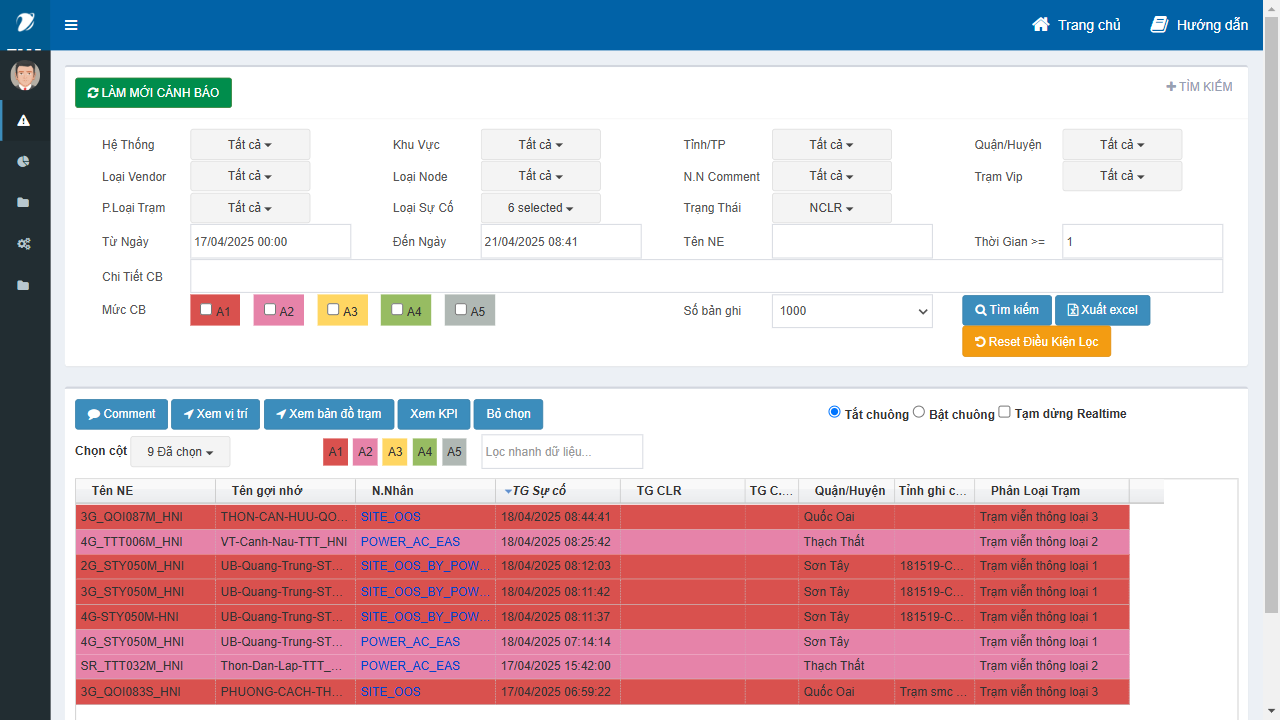 Trang chủ Hướng dẫn
LÀM MỚI CẢNH BÁO TÌM KIẾM
Hệ Thống Tất cả Khu Vực Tất cả Tỉnh/TP Tất cả Quận/Huyện Tất cả
Loại Vendor Tất cả Loại Node Tất cả N.N Comment Tất cả Trạm Vip Tất cả
P.Loại Trạm Tất cả Loại Sự Cố 6 selected Trạng Thái NCLR
Từ Ngày 17/04/2025 00:00 Đến Ngày 21/04/2025 08:41 Tên NE Thời Gian >= 1
Chi Tiết CB
Mức CB A1 A2 A3 A4 A5 Số bản ghi 1000 Tìm kiếm Xuất excel
Reset Điều Kiện Lọc
Comment Xem vị trí Xem bản đồ trạm Xem KPI Bỏ chọn Tắt chuông Bật chuông Tạm dừng Realtime
Chọn cột 9 Đã chọn A1 A2 A3 A4 A5 Lọc nhanh dữ liệu...
Tên NE Tên gợi nhớ N.Nhân TG Sự cố TG CLR TG C.... Quận/Huyện Tỉnh ghi c... Phân Loại Trạm
3G_QOI087M_HNI THON-CAN-HUU-QO... SITE_OOS 18/04/2025 08:44:41 Quốc Oai Trạm viễn thông loại 3
4G_TTT006M_HNI VT-Canh-Nau-TTT_HNI POWER_AC_EAS 18/04/2025 08:25:42 Thạch Thất Trạm viễn thông loại 2
2G_STY050M_HNI UB-Quang-Trung-ST... SITE_OOS_BY_POW... 18/04/2025 08:12:03 Sơn Tây 181519-C... Trạm viễn thông loại 1
3G_STY050M_HNI UB-Quang-Trung-ST... SITE_OOS_BY_POW... 18/04/2025 08:11:42 Sơn Tây 181519-C... Trạm viễn thông loại 1
4G-STY050M-HNI UB-Quang-Trung-ST... SITE_OOS_BY_POW... 18/04/2025 08:11:37 Sơn Tây 181519-C... Trạm viễn thông loại 1
4G_STY050M_HNI UB-Quang-Trung-ST... POWER_AC_EAS 18/04/2025 07:14:14 Sơn Tây Trạm viễn thông loại 1
SR_TTT032M_HNI Thon-Dan-Lap-TTT_... POWER_AC_EAS 17/04/2025 15:42:00 Thạch Thất Trạm viễn thông loại 2
3G_QOI083S_HNI PHUONG-CACH-TH... SITE_OOS 17/04/2025 06:59:22 Quốc Oai Tram smc ... Trạm viễn thông loại 3